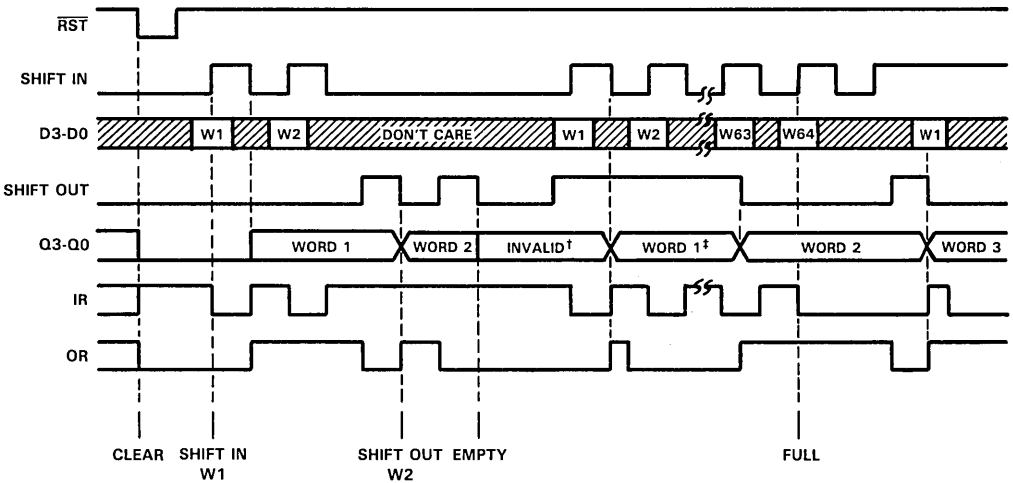 RST
SHIFT IN
D3-D0 W1 W2 DON'T CARE W1 W2 W63 W64 W1
SHIFT OUT
Q3-Q0 WORD 1 WORD 2 INVALID† WORD 1‡ WORD 2 WORD 3
IR
OR
CLEAR SHIFT IN SHIFT OUT EMPTY FULL
W1 W2